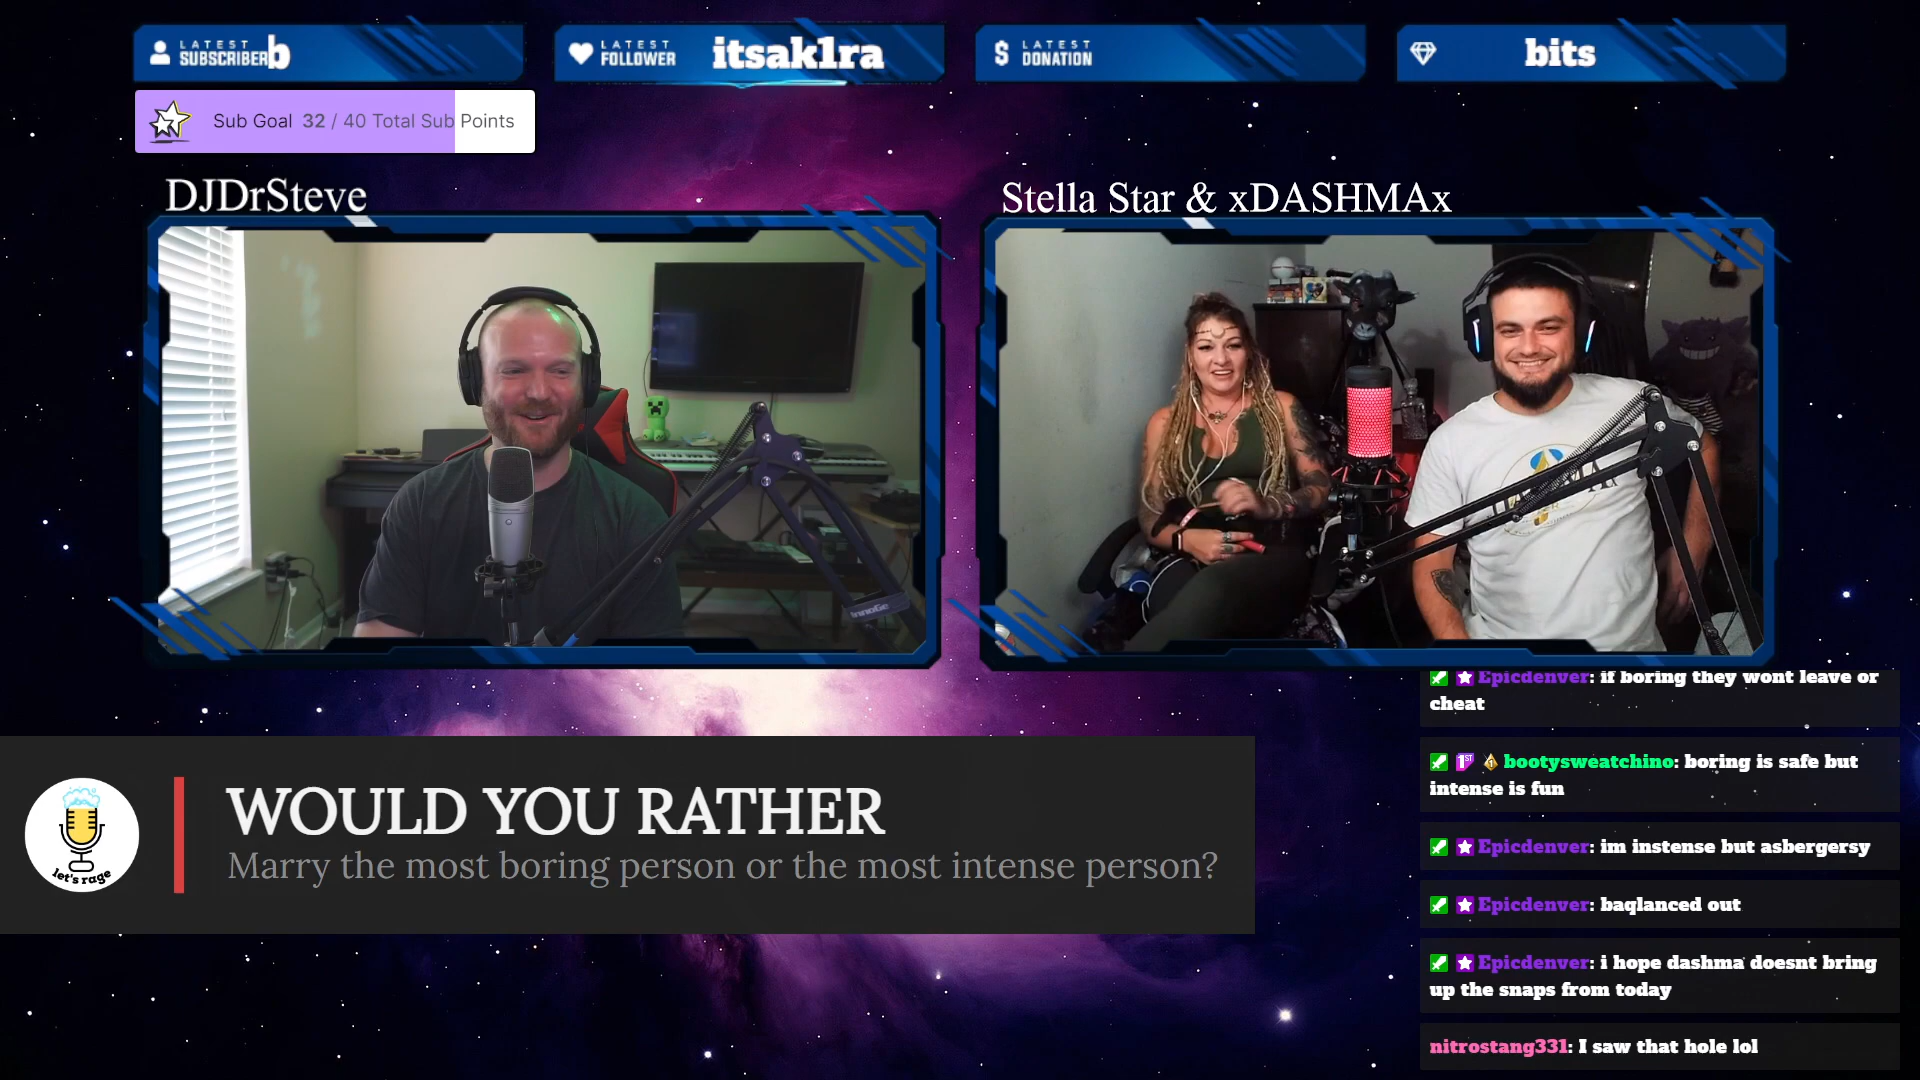 LATEST
SUBSCRIBER b
LATEST
FOLLOWER itsak1ra
LATEST
DONATION
bits
Sub Goal 32 / 40 Total Sub Points
DJDrSteve
Stella Star & xDASHMAx
InnoGe
Epicdenver: if boring they wont leave or
cheat
bootysweatchino: boring is safe but
intense is fun
Epicdenver: im instense but asbergersy
Epicdenver: baqlanced out
Epicdenver: i hope dashma doesnt bring
up the snaps from today
nitrostang331: I saw that hole lol
WOULD YOU RATHER
Marry the most boring person or the most intense person?
let's rage